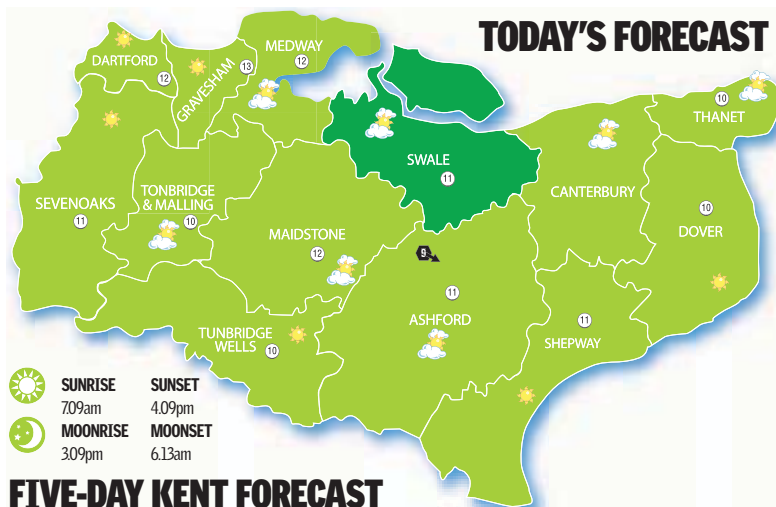 TODAY'S FORECAST
MEDWAY
12
DARTFORD
12
GRAVESHAM
13
THANET
10
SWALE
11
CANTERBURY
SEVENOAKS
11
TONBRIDGE
& MALLING
10
MAIDSTONE
12
DOVER
10
9
ASHFORD
11
SHEPWAY
11
TUNBRIDGE
WELLS
10
SUNRISE SUNSET
7.09am 4.09pm
MOONRISE MOONSET
3.09pm 6.13am
FIVE-DAY KENT FORECAST